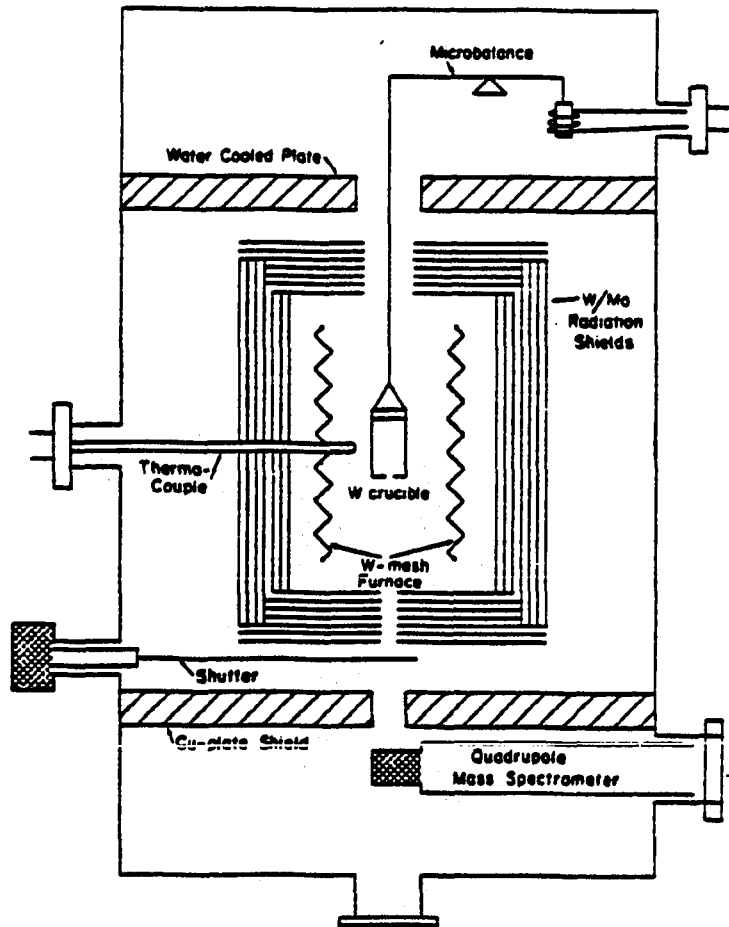 Microbalance
Water Cooled Plate
W/Mo
Radiation
Shields
Thermo-
Couple
W crucible
W-mesh
Furnace
Shutter
Cu-plate Shield
Quadrupole
Mass Spectrometer